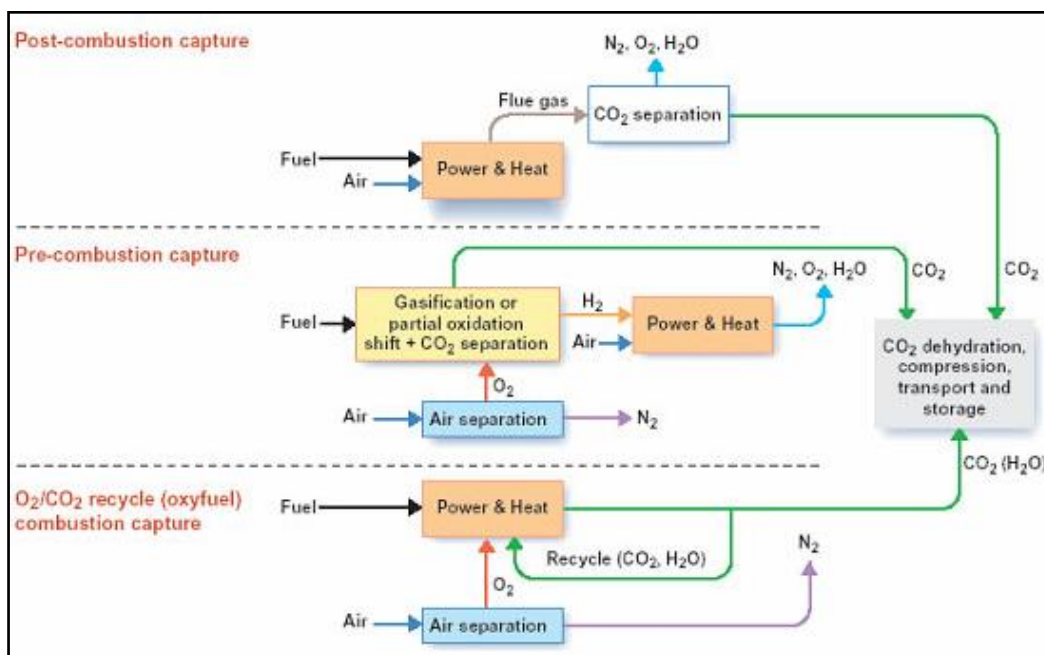 Post-combustion capture
N₂, O₂, H₂O
Flue gas
CO₂ separation
Fuel
Air
Power & Heat
CO₂
Pre-combustion capture
CO₂
N₂, O₂, H₂O
Fuel
Gasification or
partial oxidation
shift + CO₂ separation
H₂
Air
Power & Heat
O₂
Air
Air separation
N₂
CO₂ dehydration,
compression,
transport and
storage
CO₂ (H₂O)
O₂/CO₂ recycle (oxyfuel)
combustion capture
Fuel
Power & Heat
Recycle (CO₂, H₂O)
N₂
O₂
Air
Air separation